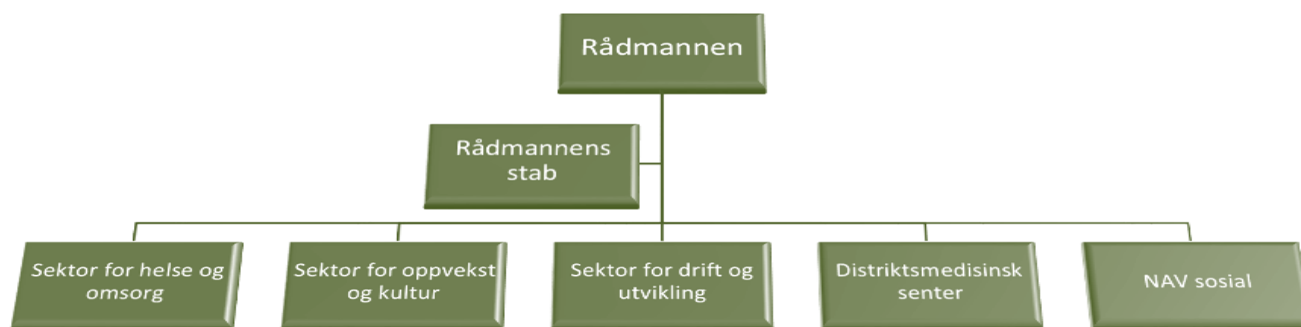 Rådmannen
Rådmannens
stab
Sektor for helse og
omsorg
Sektor for oppvekst
og kultur
Sektor for drift og
utvikling
Distriktsmedisinsk
senter
NAV sosial